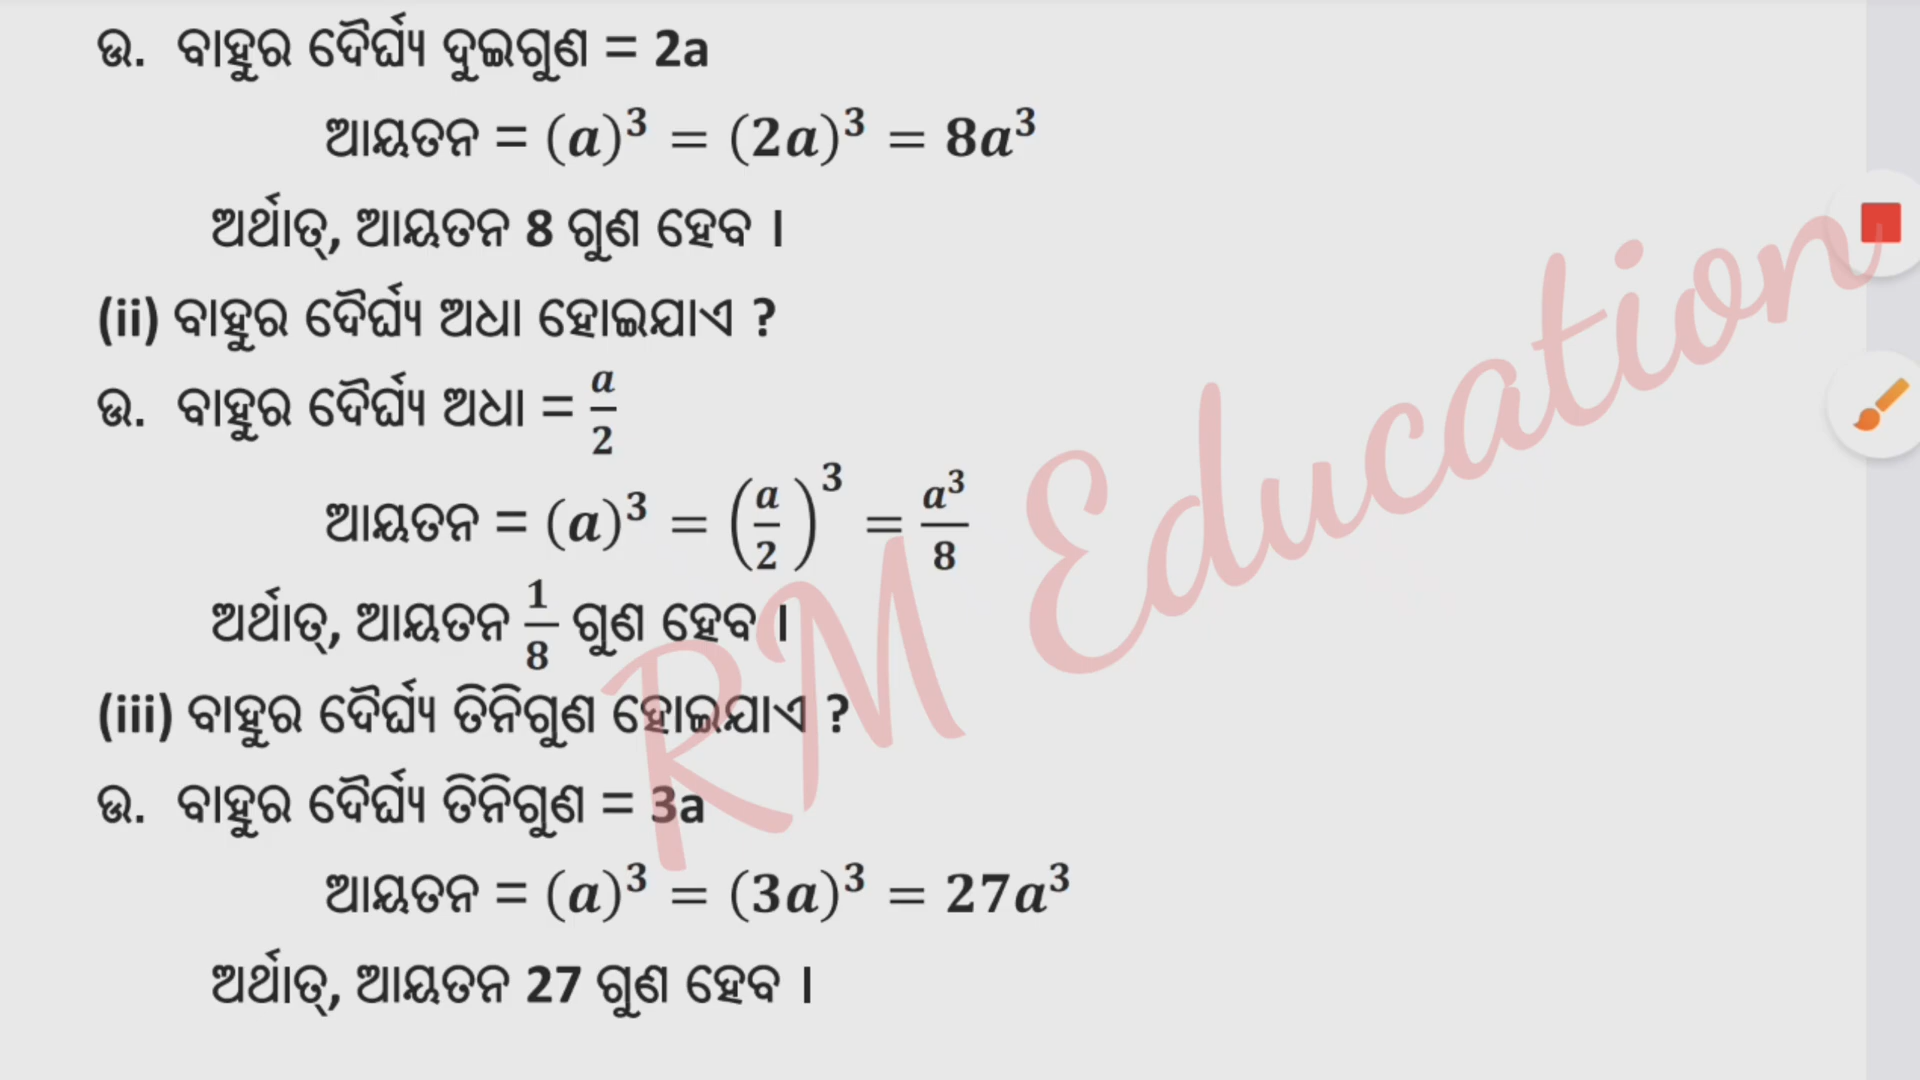 ଉ. ବାହୁର ଦୈର୍ଘ୍ୟ ଦୁଇଗୁଣ = 2a
ଆୟତନ = (a)³ = (2a)³ = 8a³
ଅର୍ଥାତ୍, ଆୟତନ 8 ଗୁଣ ହେବ ।
(ii) ବାହୁର ଦୈର୍ଘ୍ୟ ଅଧା ହୋଇଯାଏ ?
ଉ. ବାହୁର ଦୈର୍ଘ୍ୟ ଅଧା = a/2
ଆୟତନ = (a)³ = (a/2)³ = a³/8
ଅର୍ଥାତ୍, ଆୟତନ 1/8 ଗୁଣ ହେବ ।
(iii) ବାହୁର ଦୈର୍ଘ୍ୟ ତିନିଗୁଣ ହୋଇଯାଏ ?
ଉ. ବାହୁର ଦୈର୍ଘ୍ୟ ତିନିଗୁଣ = 3a
ଆୟତନ = (a)³ = (3a)³ = 27a³
ଅର୍ଥାତ୍, ଆୟତନ 27 ଗୁଣ ହେବ ।
RM Education